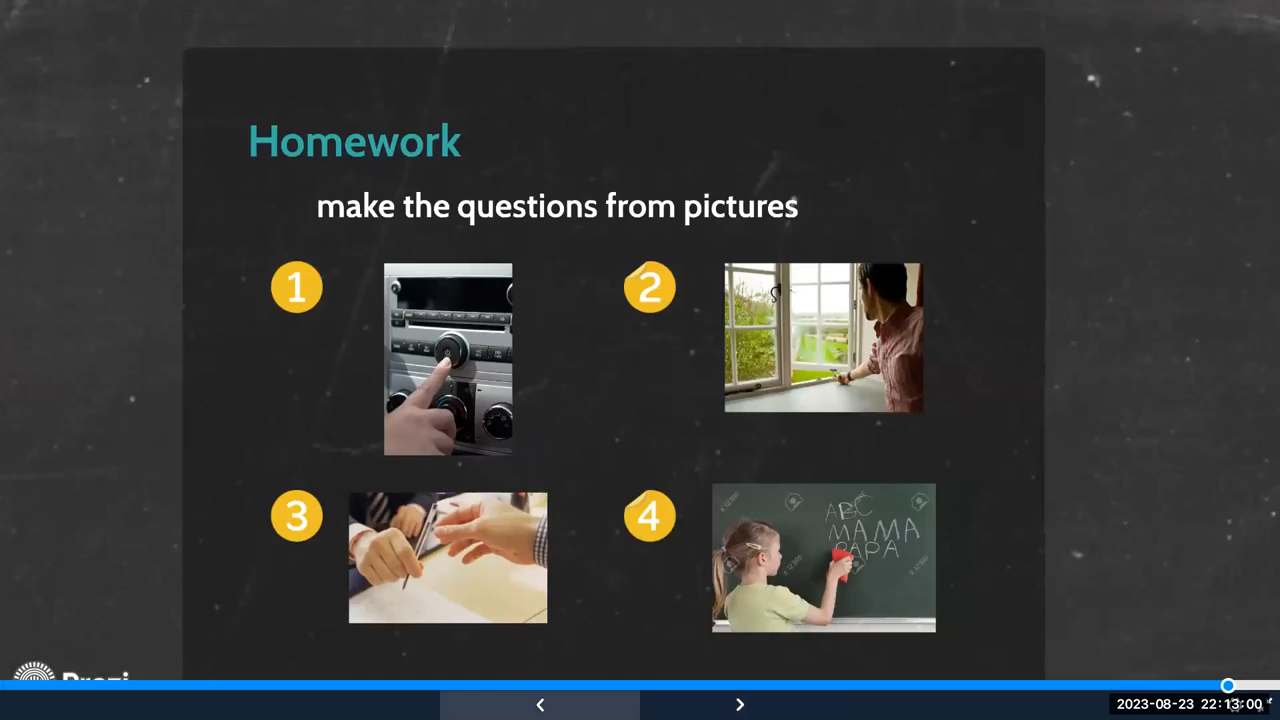 Homework
make the questions from pictures
1
2
3
4
ABC
MAMA
PAPA
Prezi
2023-08-23 22:13:00